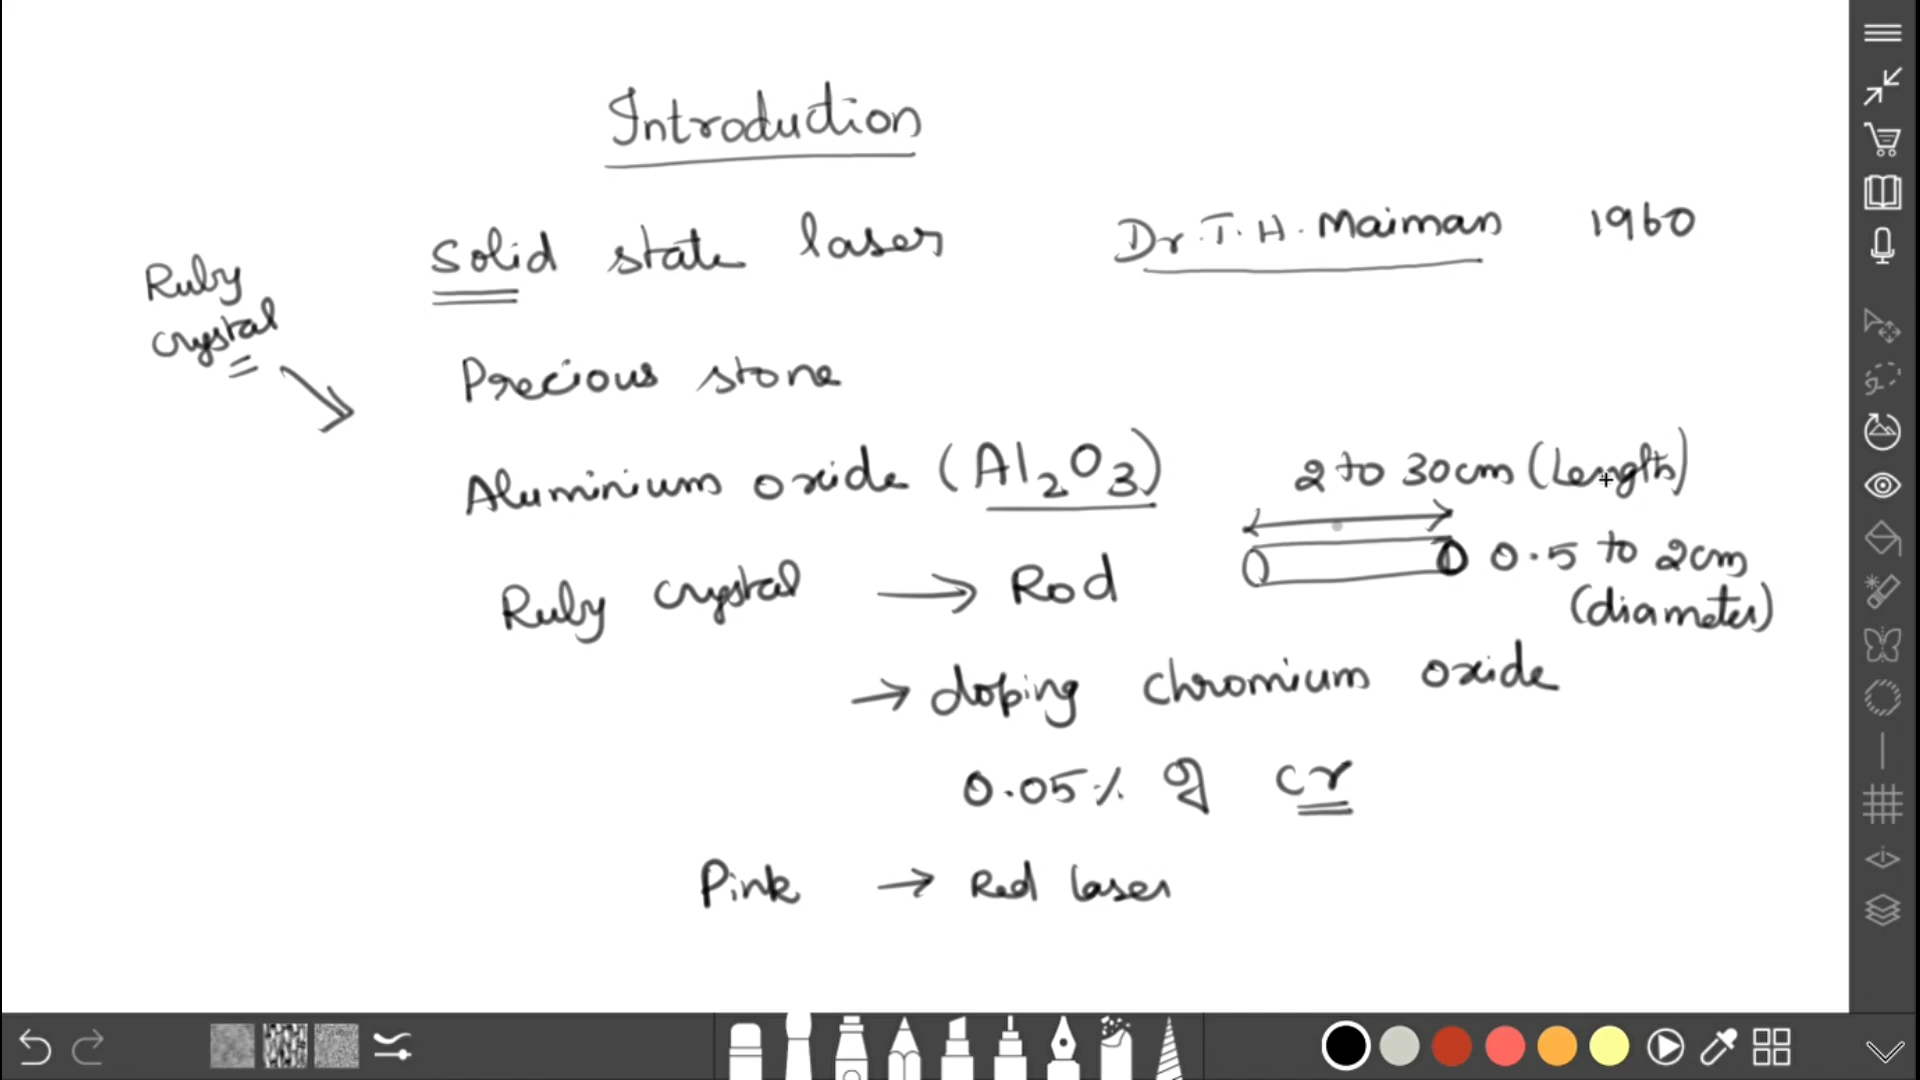 Introduction
Solid state laser
Dr. T. H. Maiman 1960
Ruby
crystal
Precious stone
Aluminium oxide (Al2O3)
2 to 30cm (Length)
Ruby crystal → Rod
0.5 to 2cm
(diameter)
→ doping chromium oxide
0.05% of Cr
Pink → Red laser